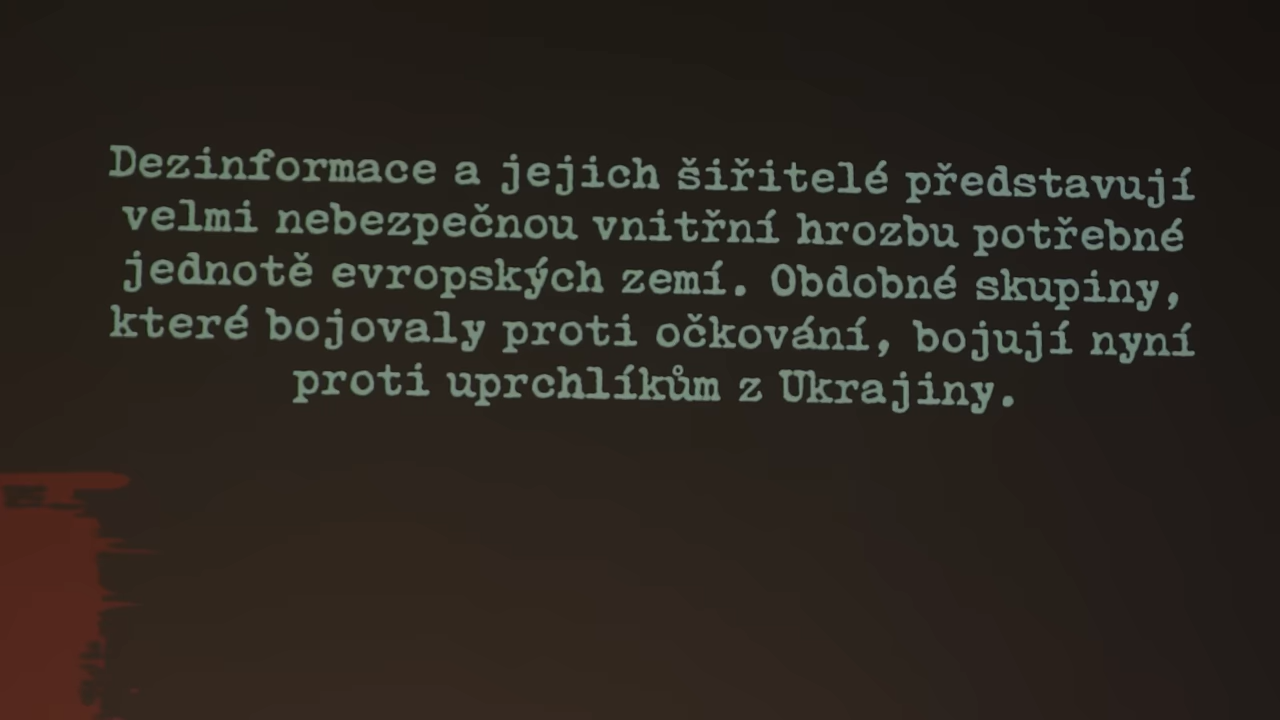 Dezinformace a jejich šiřitelé představují
velmi nebezpečnou vnitřní hrozbu potřebné
jednotě evropských zemí. Obdobné skupiny,
které bojovaly proti očkování, bojují nyní
proti uprchlíkům z Ukrajiny.